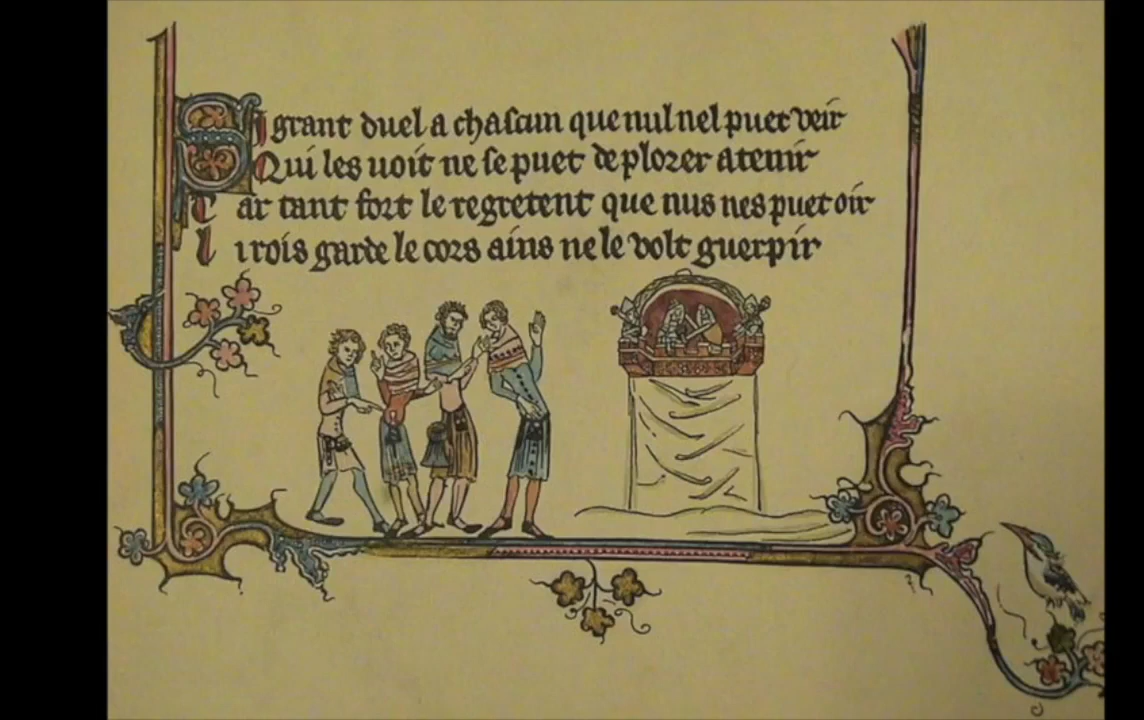 Si grant duel a chascun que nul nel puet veir
Qui les uoit ne se puet de plorer atenir
Car tant fort le regretent que nus nes puet oir
li rois garde le cors ains ne le volt guerpir